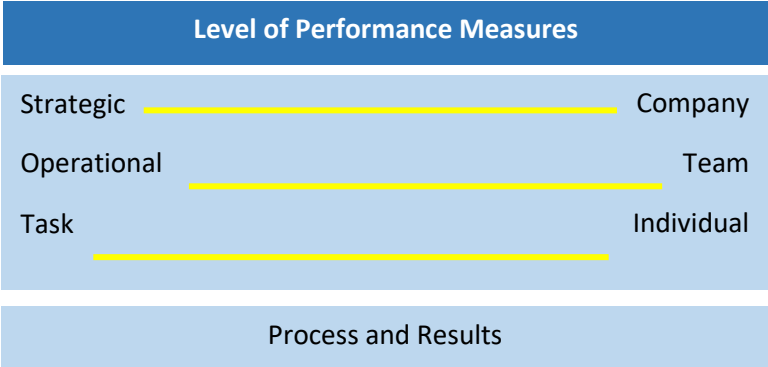 Level of Performance Measures
Strategic Company
Operational Team
Task Individual
Process and Results